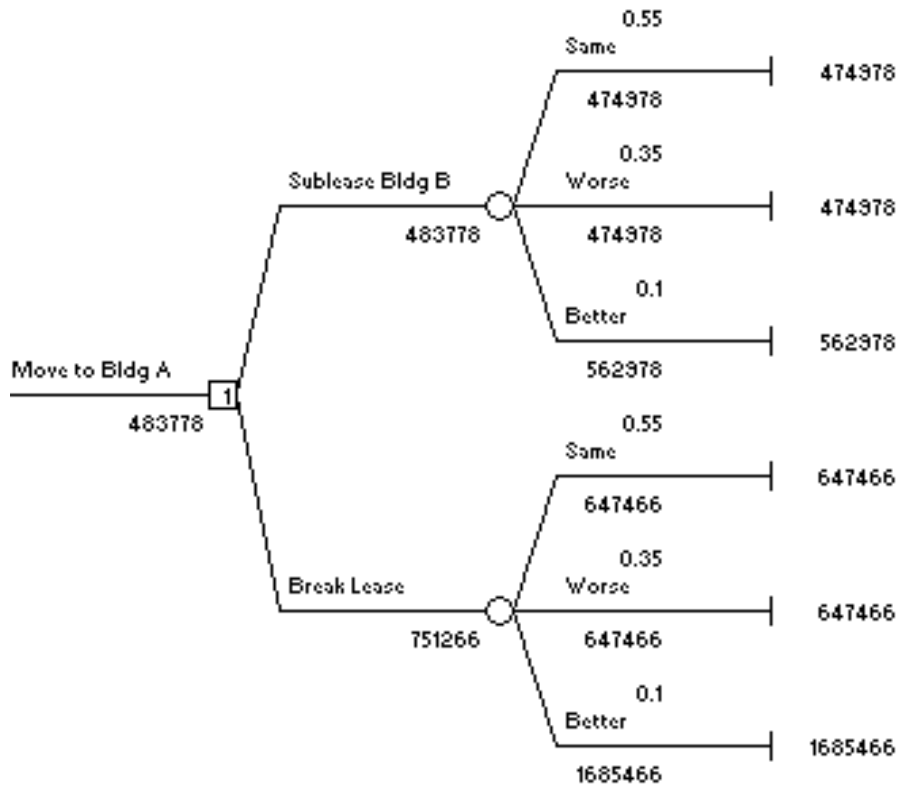 0.55
Same
474978
474978
0.35
Sublease Bldg B
Worse
483778
474978
474978
0.1
Better
562978
562978
Move to Bldg A
1
483778
0.55
Same
647466
647466
0.35
Break Lease
Worse
751266
647466
647466
0.1
Better
1685466
1685466